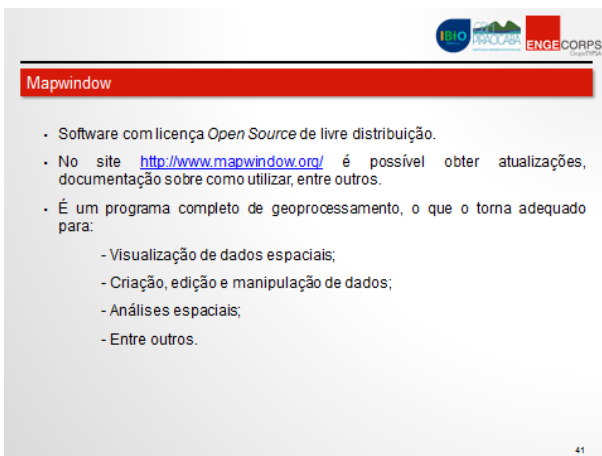 IBIO
PIRACICABA
ENGECORPS
Mapwindow
• Software com licença Open Source de livre distribuição.
• No site http://www.mapwindow.org/ é possível obter atualizações,
documentação sobre como utilizar, entre outros.
• É um programa completo de geoprocessamento, o que o torna adequado
para:
- Visualização de dados espaciais;
- Criação, edição e manipulação de dados;
- Análises espaciais;
- Entre outros.
41